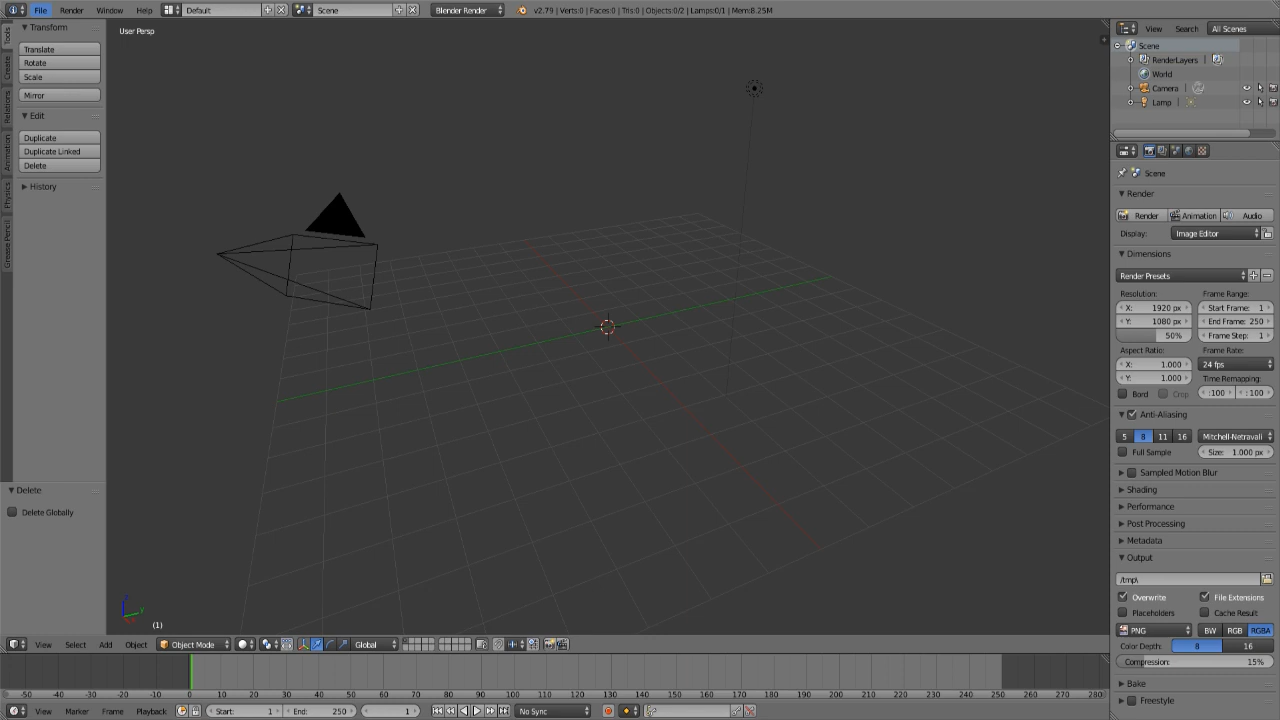 File Render Window Help Default Scene Blender Render v2.79 | Verts:0 | Faces:0 | Tris:0 | Objects:0/2 | Lamps:0/1 | Mem:8.25M
Tools
Create
Relations
Animation
Physics
Grease Pencil
Transform
Translate
Rotate
Scale
Mirror
Edit
Duplicate
Duplicate Linked
Delete
History
Delete
Delete Globally
User Persp
z
y
(1)
View Select Add Object Object Mode Global
View Search All Scenes
Scene
RenderLayers |
World
Camera |
Lamp |
Scene
Render
Render Animation Audio
Display: Image Editor
Dimensions
Render Presets
Resolution: Frame Range:
X: 1920 px Start Frame: 1
Y: 1080 px End Frame: 250
50% Frame Step: 1
Aspect Ratio: Frame Rate:
X: 1.000 24 fps
Y: 1.000 Time Remapping:
Bord Crop :100 : 100
Anti-Aliasing
5 8 11 16 Mitchell-Netravali
Full Sample Size: 1.000 px
Sampled Motion Blur
Shading
Performance
Post Processing
Metadata
Output
/tmp\
Overwrite File Extensions
Placeholders Cache Result
PNG BW RGB RGBA
Color Depth: 8 16
Compression: 15%
Bake
Freestyle
-50 -40 -30 -20 -10 0 10 20 30 40 50 60 70 80 90 100 110 120 130 140 150 160 170 180 190 200 210 220 230 240 250 260 270 280
View Marker Frame Playback Start: 1 End: 250 1 No Sync